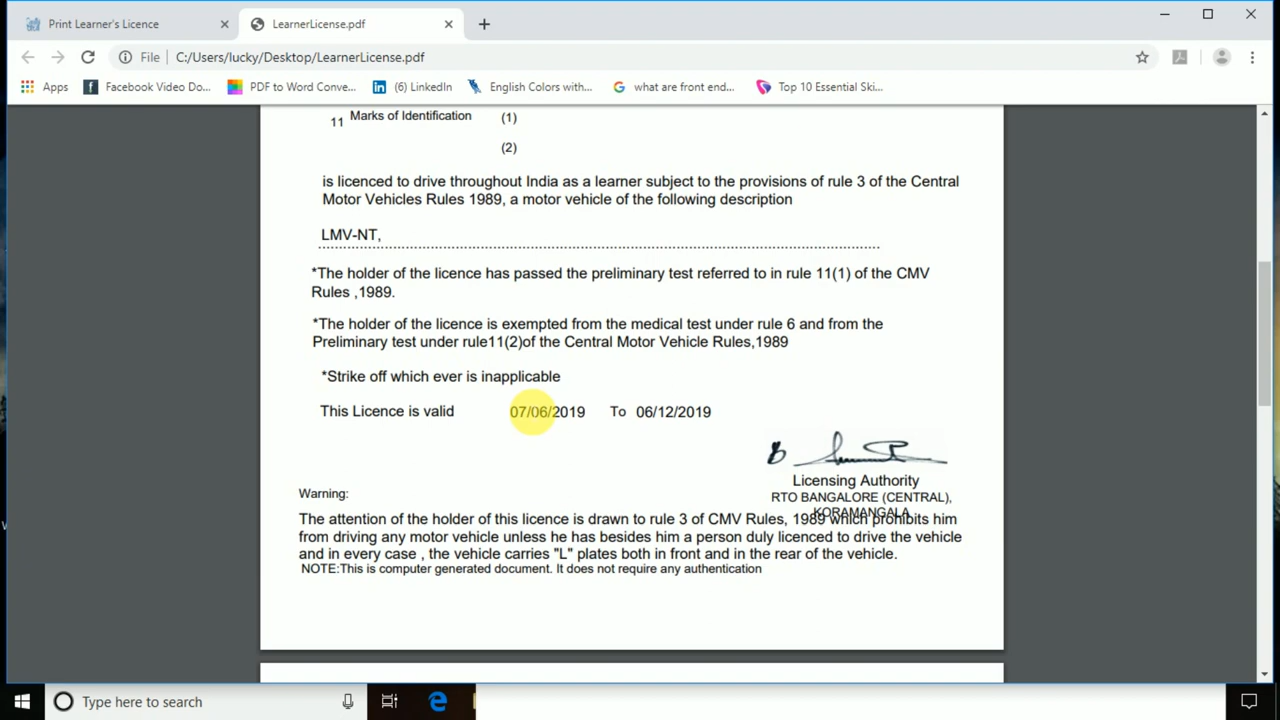 Print Learner's Licence
LearnerLicense.pdf
File C:/Users/lucky/Desktop/LearnerLicense.pdf
Apps Facebook Video Do... PDF to Word Conve... (6) LinkedIn English Colors with... what are front end... Top 10 Essential Ski...
11 Marks of Identification (1)
(2)
is licenced to drive throughout India as a learner subject to the provisions of rule 3 of the Central
Motor Vehicles Rules 1989, a motor vehicle of the following description
LMV-NT,
*The holder of the licence has passed the preliminary test referred to in rule 11(1) of the CMV
Rules ,1989.
*The holder of the licence is exempted from the medical test under rule 6 and from the
Preliminary test under rule11(2)of the Central Motor Vehicle Rules,1989
*Strike off which ever is inapplicable
This Licence is valid 07/06/2019 To 06/12/2019
Licensing Authority
RTO BANGALORE (CENTRAL),
KORAMANGALA
Warning:
The attention of the holder of this licence is drawn to rule 3 of CMV Rules, 1989 which prohibits him
from driving any motor vehicle unless he has besides him a person duly licenced to drive the vehicle
and in every case , the vehicle carries "L" plates both in front and in the rear of the vehicle.
NOTE:This is computer generated document. It does not require any authentication
Type here to search